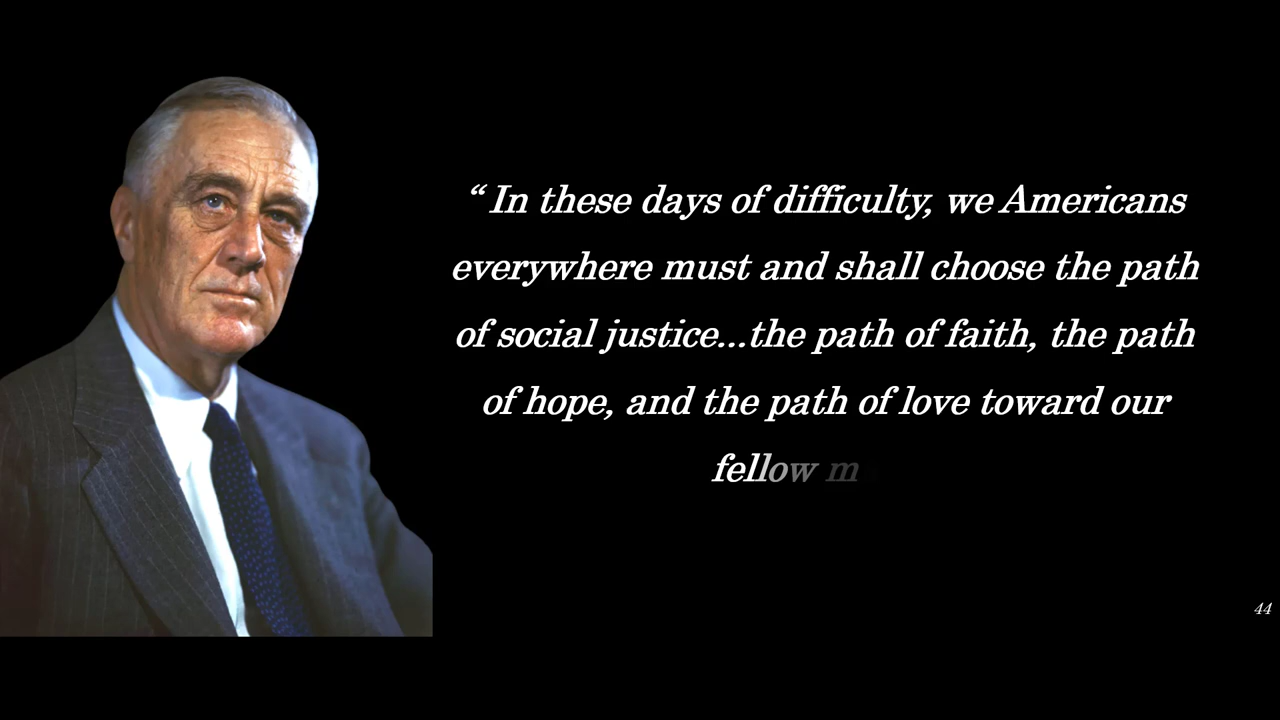 “ In these days of difficulty, we Americans
everywhere must and shall choose the path
of social justice...the path of faith, the path
of hope, and the path of love toward our
fellow m
44